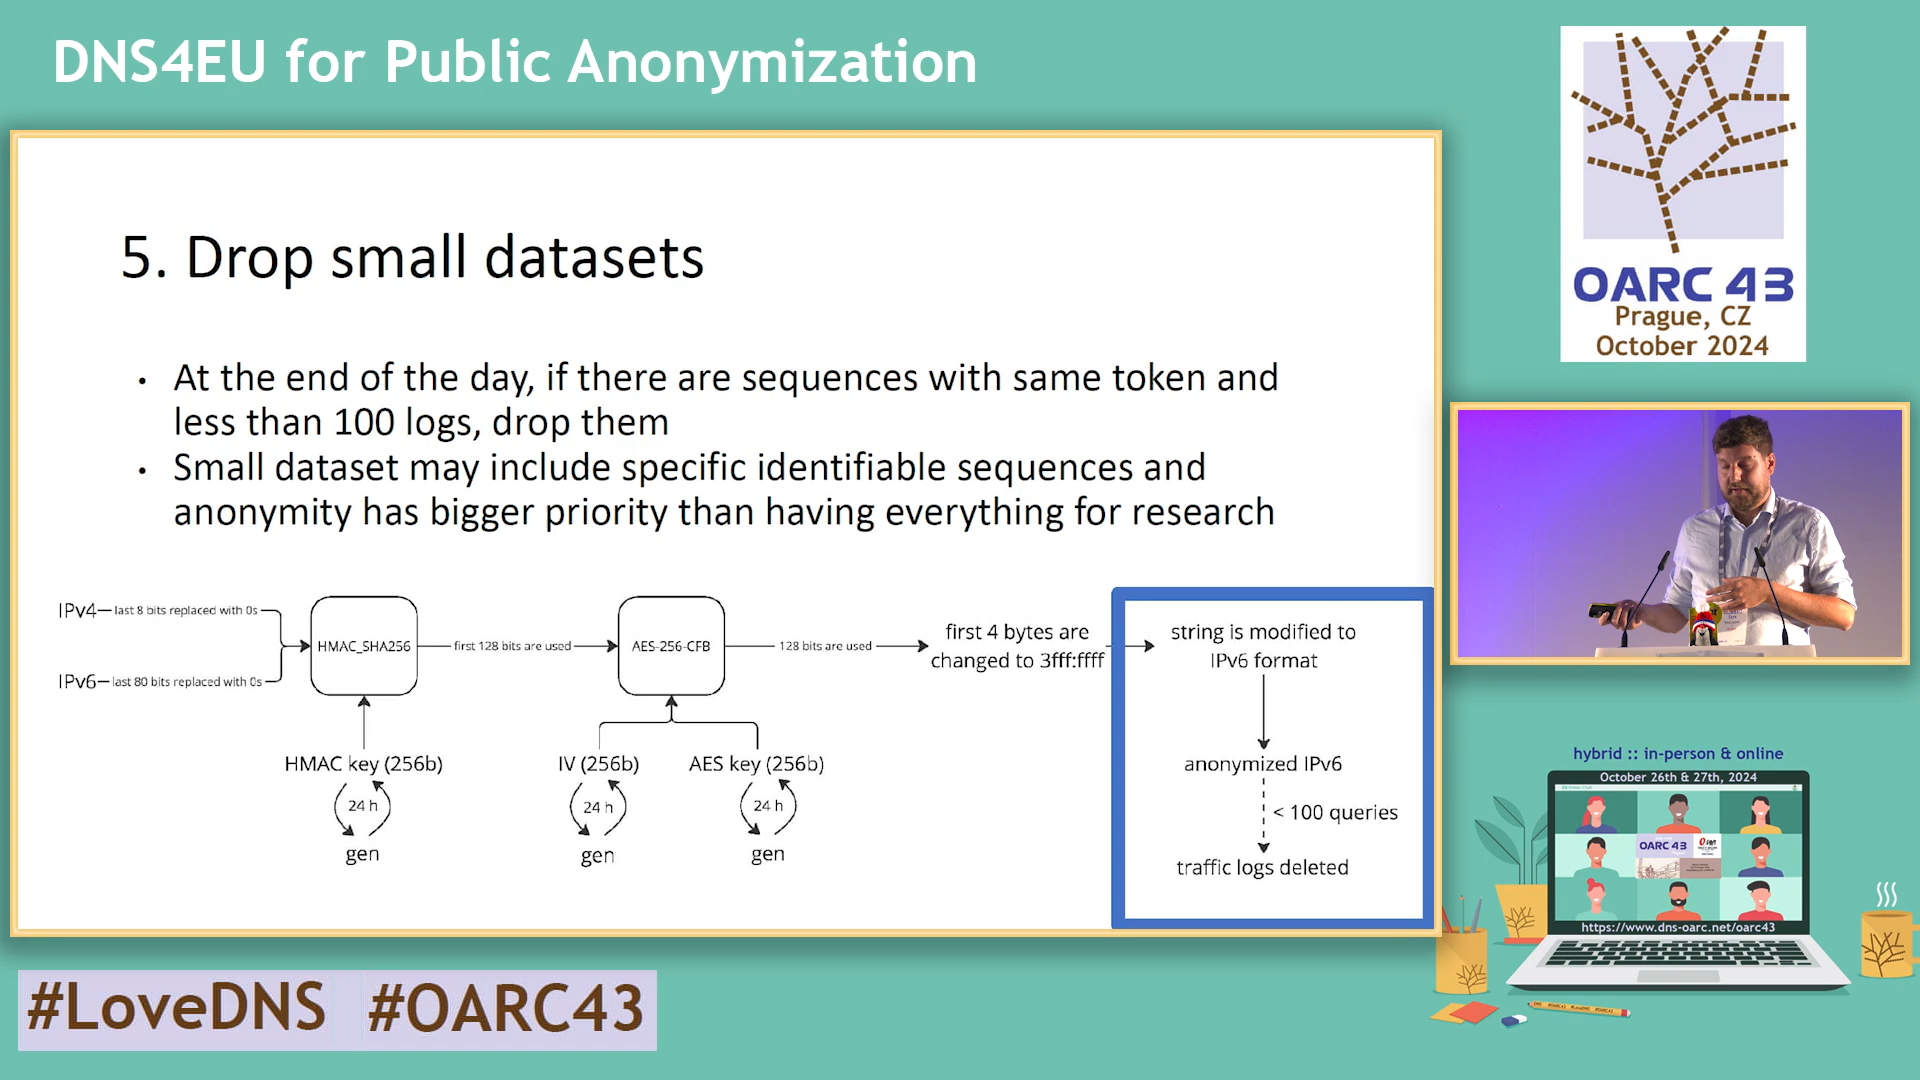 DNS4EU for Public Anonymization
5. Drop small datasets
• At the end of the day, if there are sequences with same token and
less than 100 logs, drop them
• Small dataset may include specific identifiable sequences and
anonymity has bigger priority than having everything for research
IPv4
last 8 bits replaced with 0s
IPv6
last 80 bits replaced with 0s
HMAC_SHA256
first 128 bits are used
AES-256-CFB
128 bits are used
first 4 bytes are
changed to 3fff:ffff
string is modified to
IPv6 format
HMAC key (256b)
IV (256b)
AES key (256b)
anonymized IPv6
24 h
24 h
24 h
< 100 queries
gen
gen
gen
traffic logs deleted
OARC 43
Prague, CZ
October 2024
hybrid :: in-person & online
October 26th & 27th, 2024
OARC 43
https://www.dns-oarc.net/oarc43
#LoveDNS #OARC43